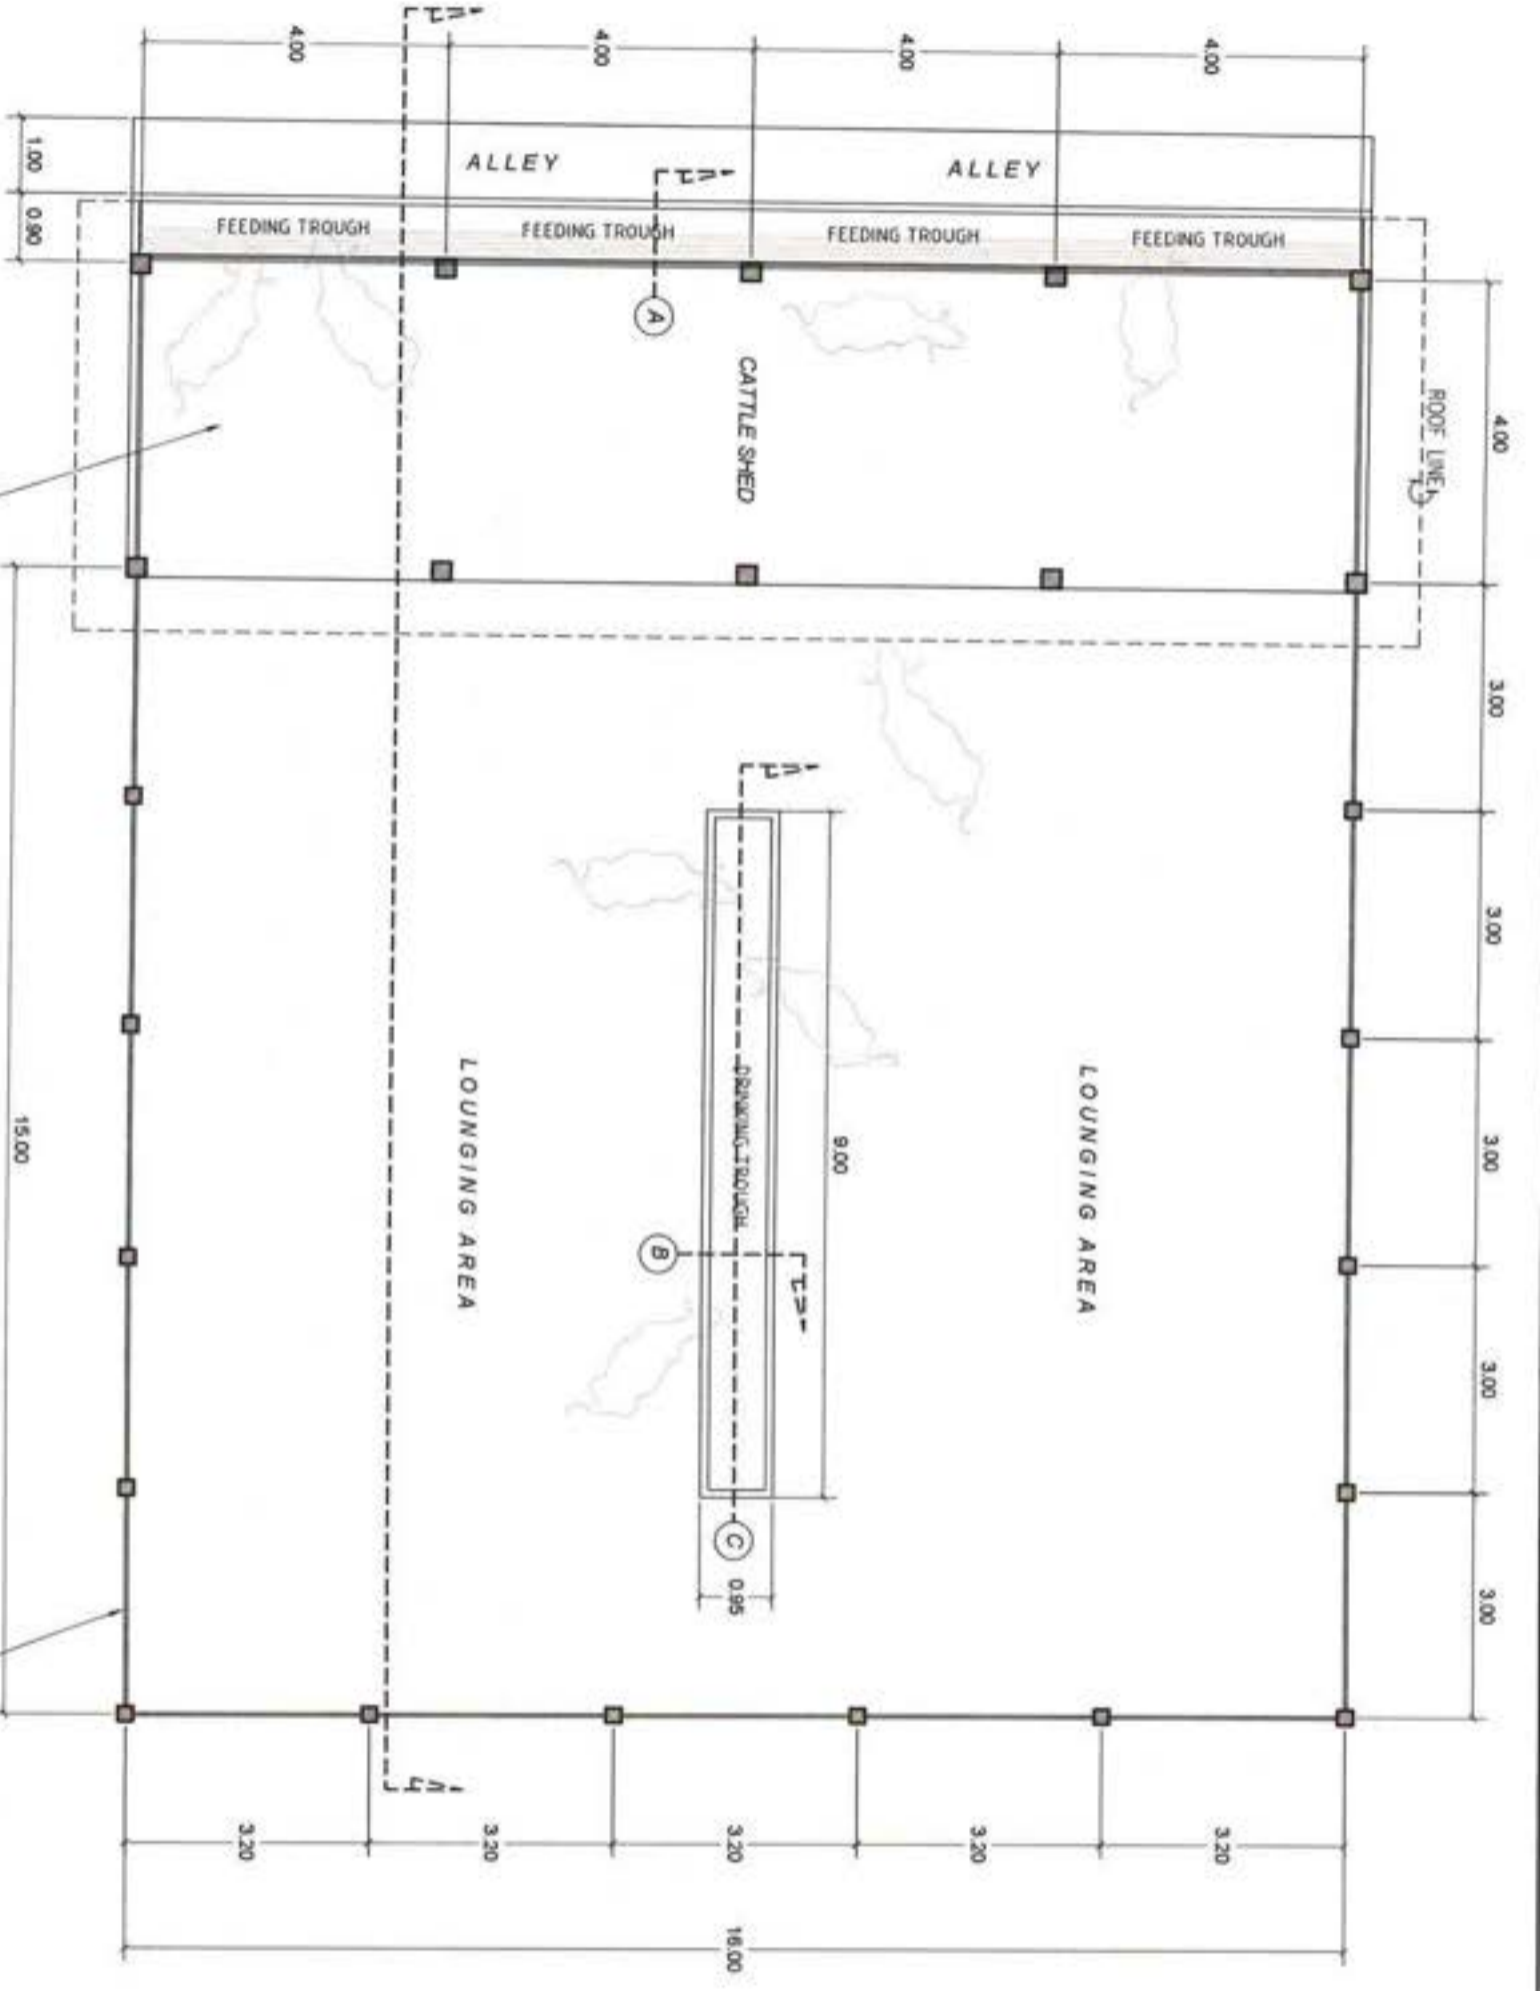 4.00
4.00
4.00
4.00
1.00
0.90
ALLEY
ALLEY
FEEDING TROUGH
FEEDING TROUGH
FEEDING TROUGH
FEEDING TROUGH
A
CATTLE SHED
ROOF LINE
4.00
3.00
3.00
3.00
3.00
3.00
15.00
LOUNGING AREA
DRINKING TROUGH
9.00
LOUNGING AREA
B
C
0.95
3.20
3.20
3.20
3.20
3.20
16.00